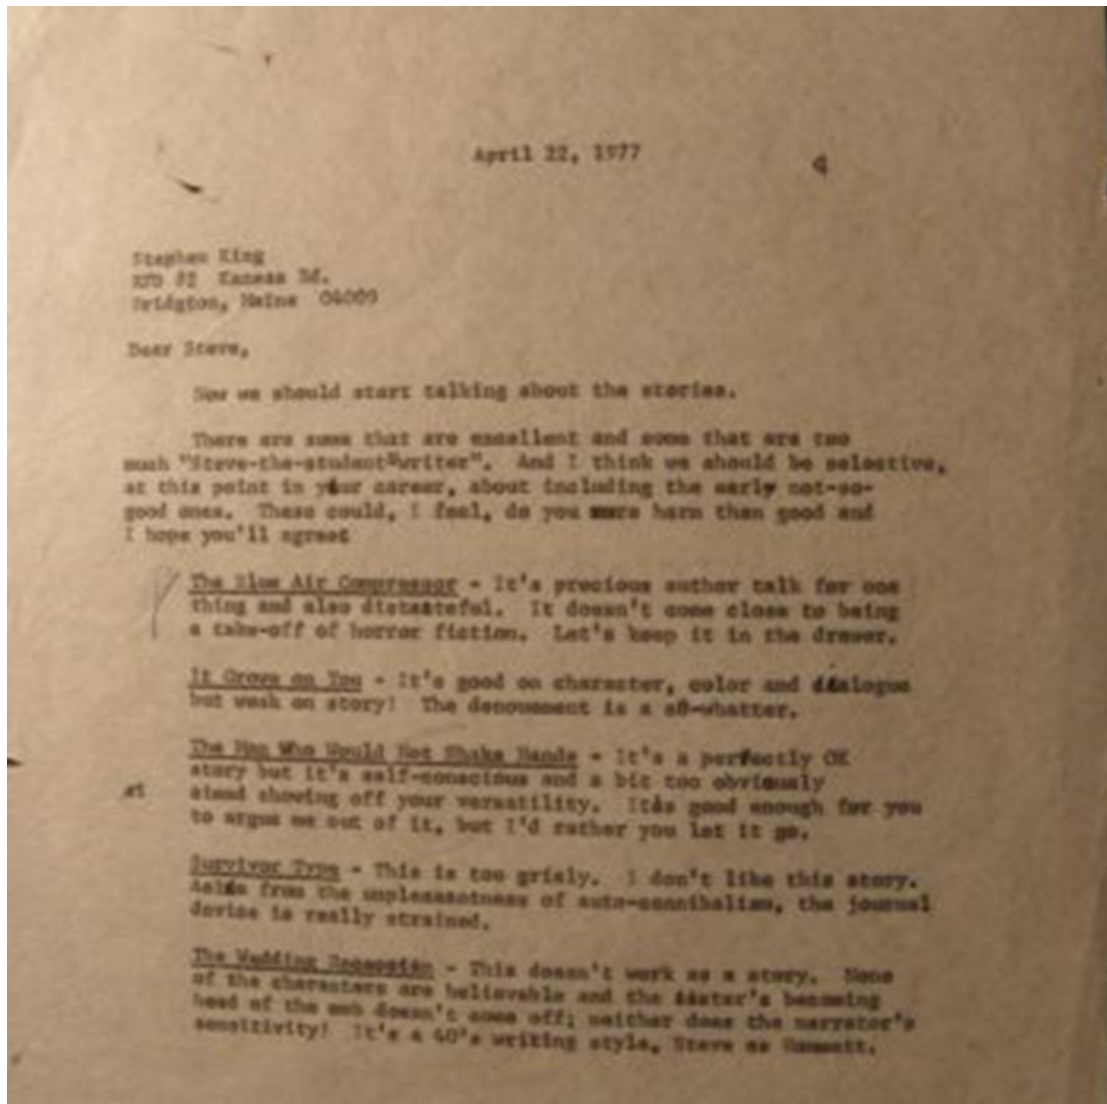 April 22, 1977
Stephen King
RFD #2 Kansas Rd.
Bridgton, Maine 04009
Dear Steve,
Now we should start talking about the stories.
There are some that are excellent and some that are too
much "Steve-the-student-writer". And I think we should be selective,
at this point in your career, about including the early not-so-
good ones. These could, I feel, do you more harm than good and
I hope you'll agree:
The Blue Air Compressor - It's precious author talk for one
thing and also distasteful. It doesn't come close to being
a take-off of horror fiction. Let's keep it in the drawer.
It Grows on You - It's good on character, color and dialogue
but weak on story! The denouement is a so-whatter.
The Man Who Would Not Shake Hands - It's a perfectly OK
story but it's self-conscious and a bit too obviously
at
aimed showing off your versatility. It's good enough for you
to argue me out of it, but I'd rather you let it go.
Survivor Type - This is too grisly. I don't like this story.
Aside from the unpleasantness of auto-cannibalism, the journal
device is really strained.
The Wedding Reception - This doesn't work as a story. None
of the characters are believable and the sister's becoming
head of the mob doesn't come off; neither does the narrator's
sensitivity! It's a 40's writing style, Steve as Hammett.